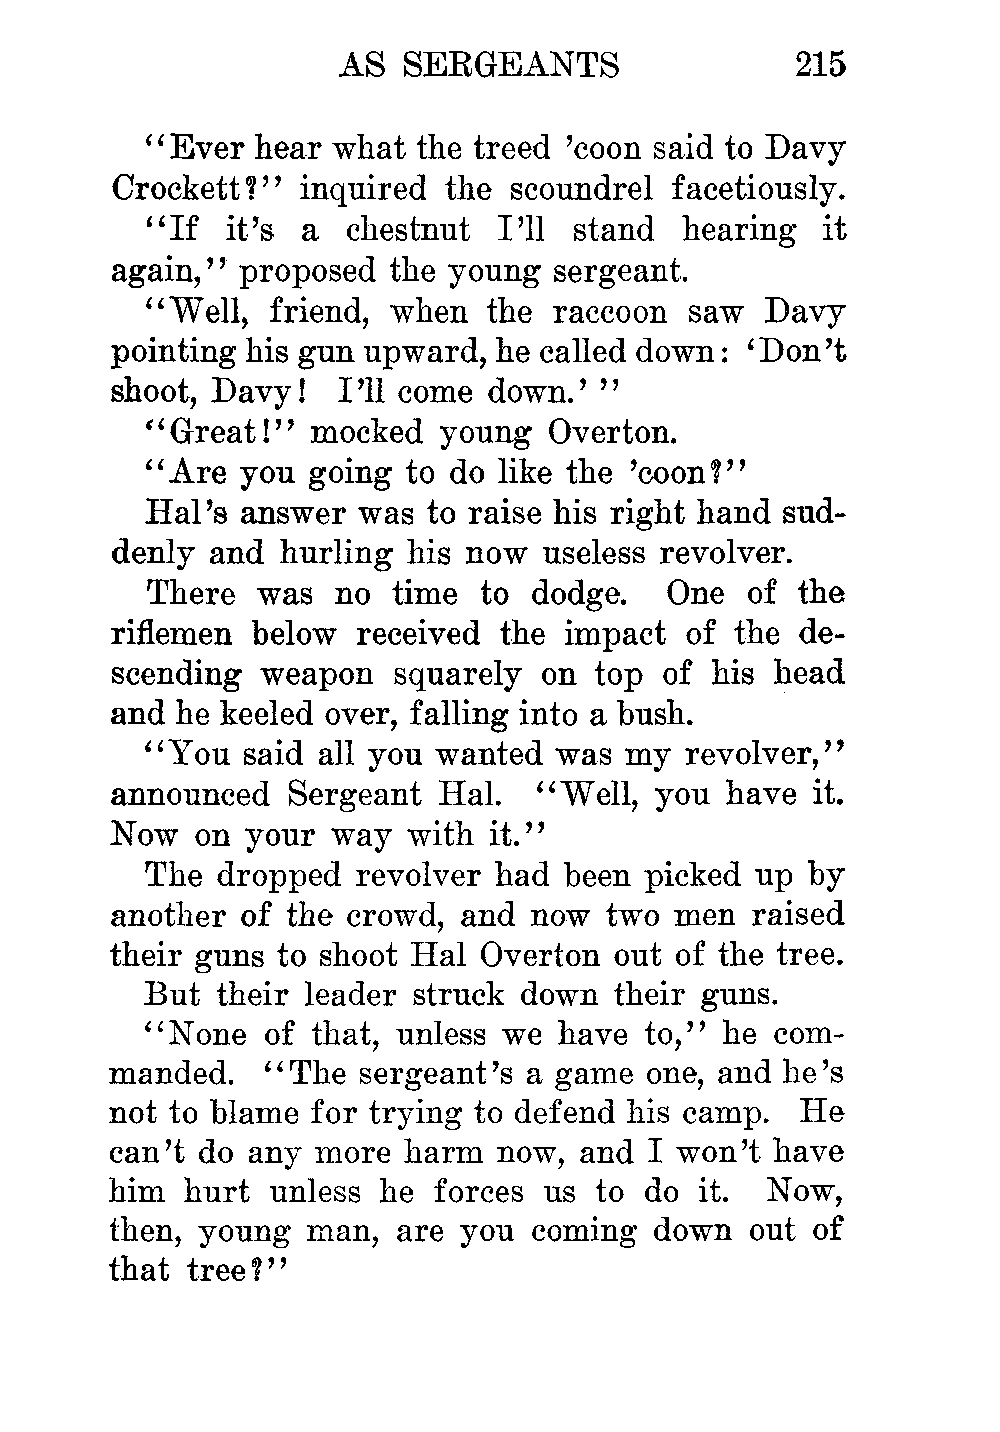 AS SERGEANTS 215
“Ever hear what the treed ’coon said to Davy
Crockett?” inquired the scoundrel facetiously.
“If it’s a chestnut I’ll stand hearing it
again,” proposed the young sergeant.
“Well, friend, when the raccoon saw Davy
pointing his gun upward, he called down: ‘Don’t
shoot, Davy! I’ll come down.’ ”
“Great!” mocked young Overton.
“Are you going to do like the ’coon?”
Hal’s answer was to raise his right hand sud-
denly and hurling his now useless revolver.
There was no time to dodge. One of the
riflemen below received the impact of the de-
scending weapon squarely on top of his head
and he keeled over, falling into a bush.
“You said all you wanted was my revolver,”
announced Sergeant Hal. “Well, you have it.
Now on your way with it.”
The dropped revolver had been picked up by
another of the crowd, and now two men raised
their guns to shoot Hal Overton out of the tree.
But their leader struck down their guns.
“None of that, unless we have to,” he com-
manded. “The sergeant’s a game one, and he’s
not to blame for trying to defend his camp. He
can’t do any more harm now, and I won’t have
him hurt unless he forces us to do it. Now,
then, young man, are you coming down out of
that tree?”